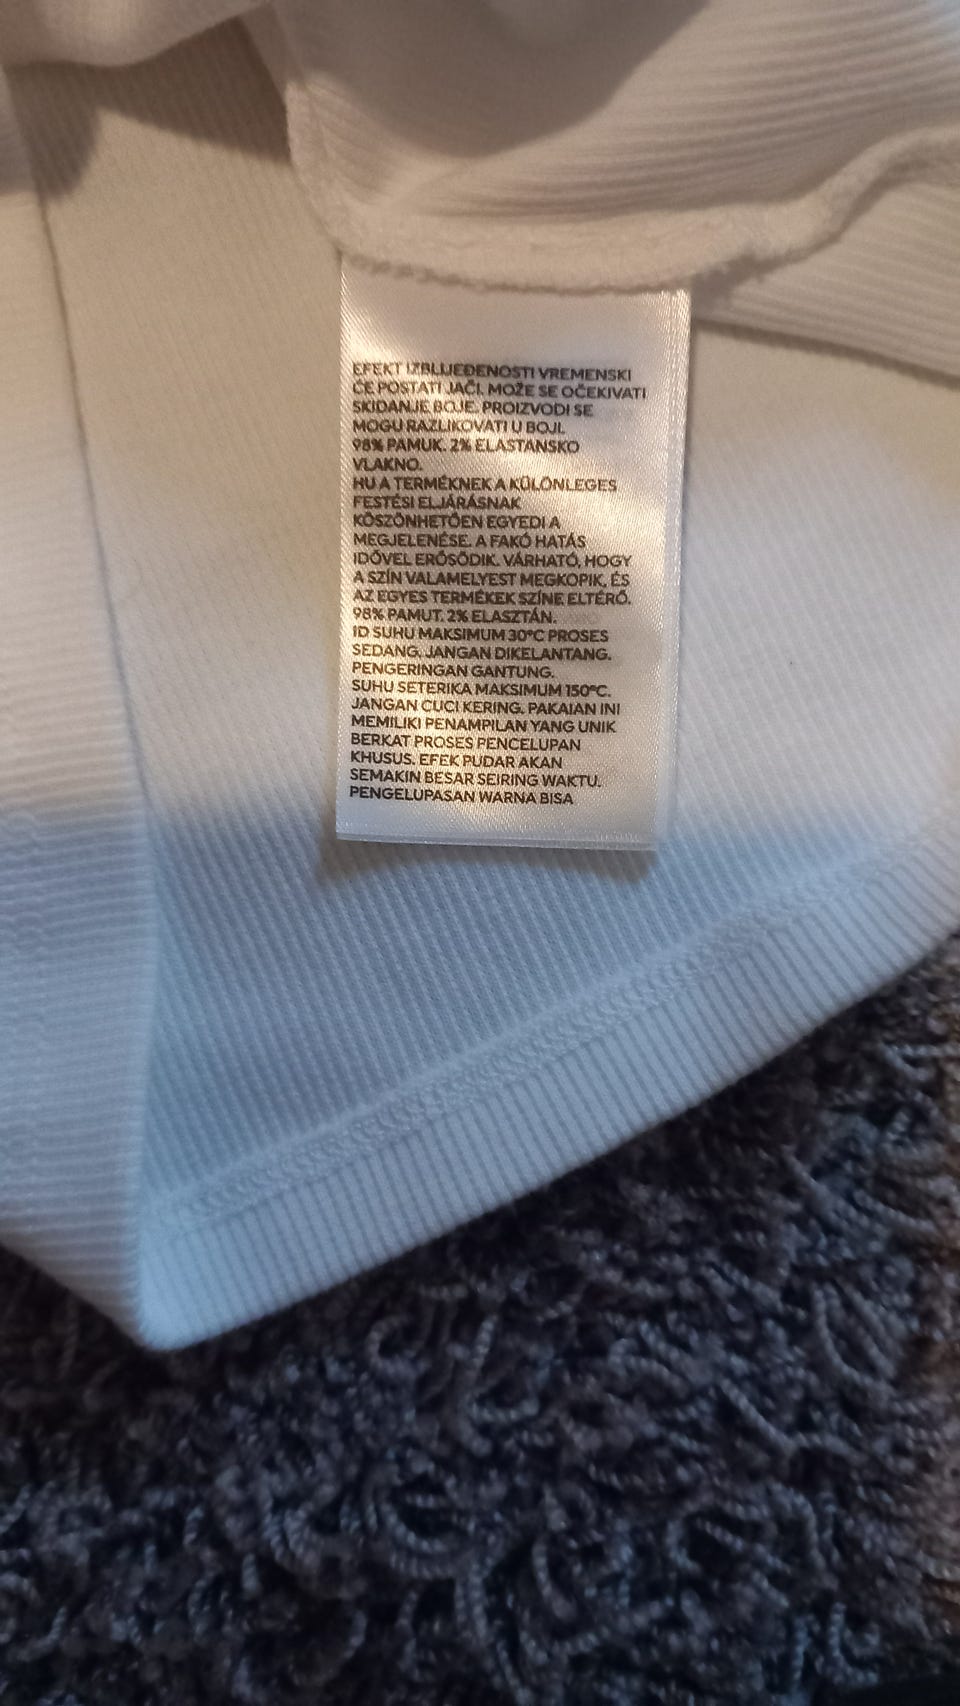 EFEKT IZBLIJEĐENOSTI VREMENSKI
ĆE POSTATI JAČI. MOŽE SE OČEKIVATI
SKIDANJE BOJE. PROIZVODI SE
MOGU RAZLIKOVATI U BOJI.
98% PAMUK. 2% ELASTANSKO
VLAKNO.
HU A TERMÉKNEK A KÜLÖNLEGES
FESTÉSI ELJÁRÁSNAK
KÖSZÖNHETŐEN EGYEDI A
MEGJELENÉSE. A FAKÓ HATÁS
IDŐVEL ERŐSÖDIK. VÁRHATÓ, HOGY
A SZÍN VALAMELYEST MEGKOPIK, ÉS
AZ EGYES TERMÉKEK SZÍNE ELTÉRŐ.
98% PAMUT. 2% ELASZTÁN.
ID SUHU MAKSIMUM 30°C PROSES
SEDANG. JANGAN DIKELANTANG.
PENGERINGAN GANTUNG.
SUHU SETERIKA MAKSIMUM 150°C.
JANGAN CUCI KERING. PAKAIAN INI
MEMILIKI PENAMPILAN YANG UNIK
BERKAT PROSES PENCELUPAN
KHUSUS. EFEK PUDAR AKAN
SEMAKIN BESAR SEIRING WAKTU.
PENGELUPASAN WARNA BISA